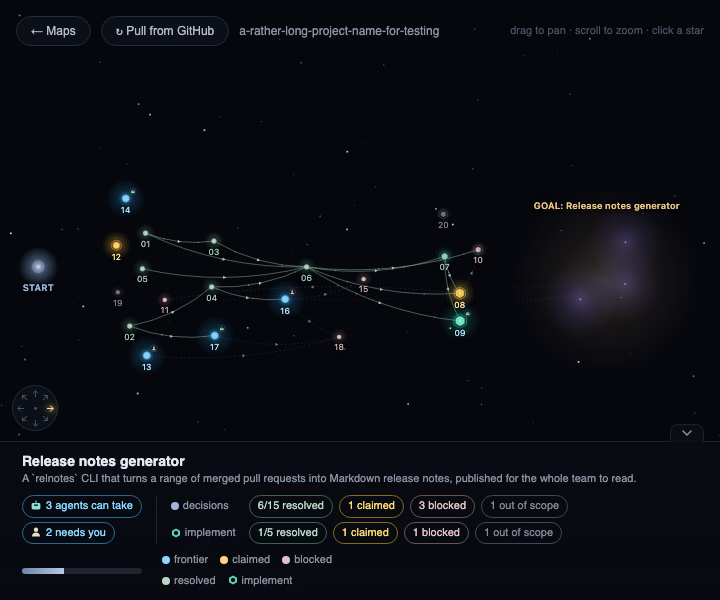 ← Maps
↻ Pull from GitHub
a-rather-long-project-name-for-testing
drag to pan · scroll to zoom · click a star
GOAL: Release notes generator
14
20
01
03
12
07
10
05
06
START
15
04
19
11
16
08
02
09
17
18
13
Release notes generator
A `relnotes` CLI that turns a range of merged pull requests into Markdown release notes, published for the whole team to read.
3 agents can take
decisions
6/15 resolved
1 claimed
3 blocked
1 out of scope
2 needs you
implement
1/5 resolved
1 claimed
1 blocked
1 out of scope
frontier
claimed
blocked
resolved
implement